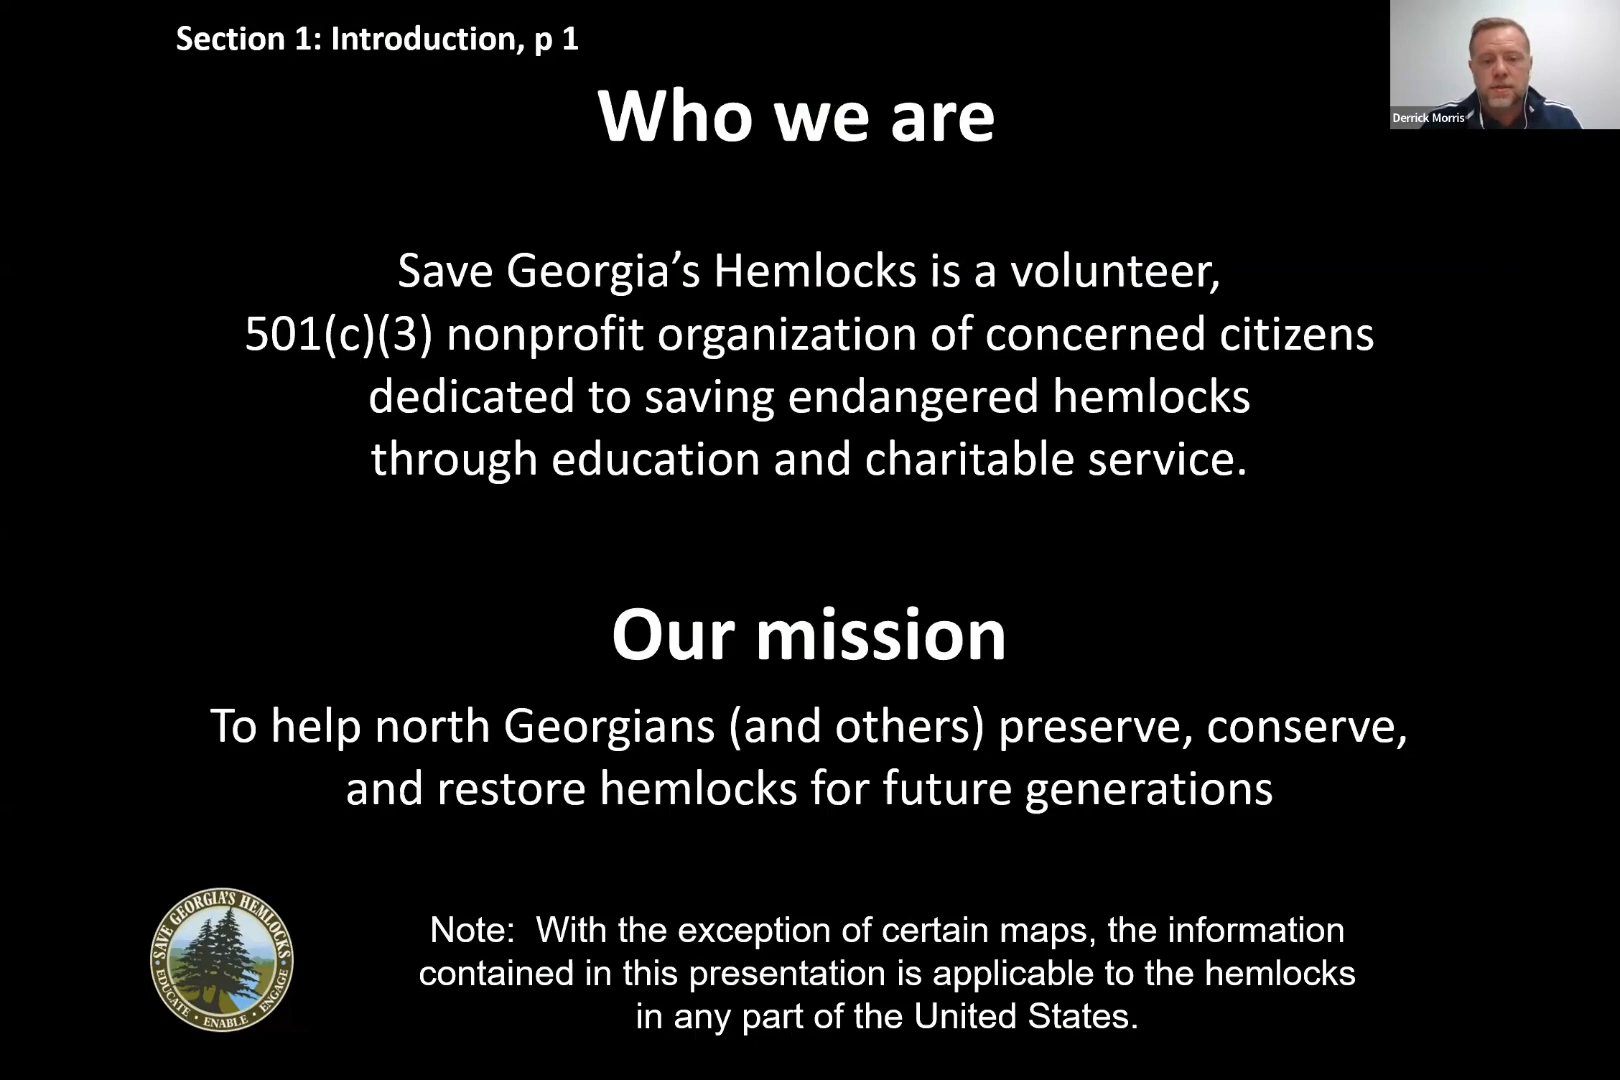 Section 1: Introduction, p 1
Who we are
Derrick Morris
Save Georgia’s Hemlocks is a volunteer,
501(c)(3) nonprofit organization of concerned citizens
dedicated to saving endangered hemlocks
through education and charitable service.
Our mission
To help north Georgians (and others) preserve, conserve,
and restore hemlocks for future generations
SAVE GEORGIA'S HEMLOCKS
EDUCATE • ENABLE • ENGAGE
Note:  With the exception of certain maps, the information
contained in this presentation is applicable to the hemlocks
in any part of the United States.